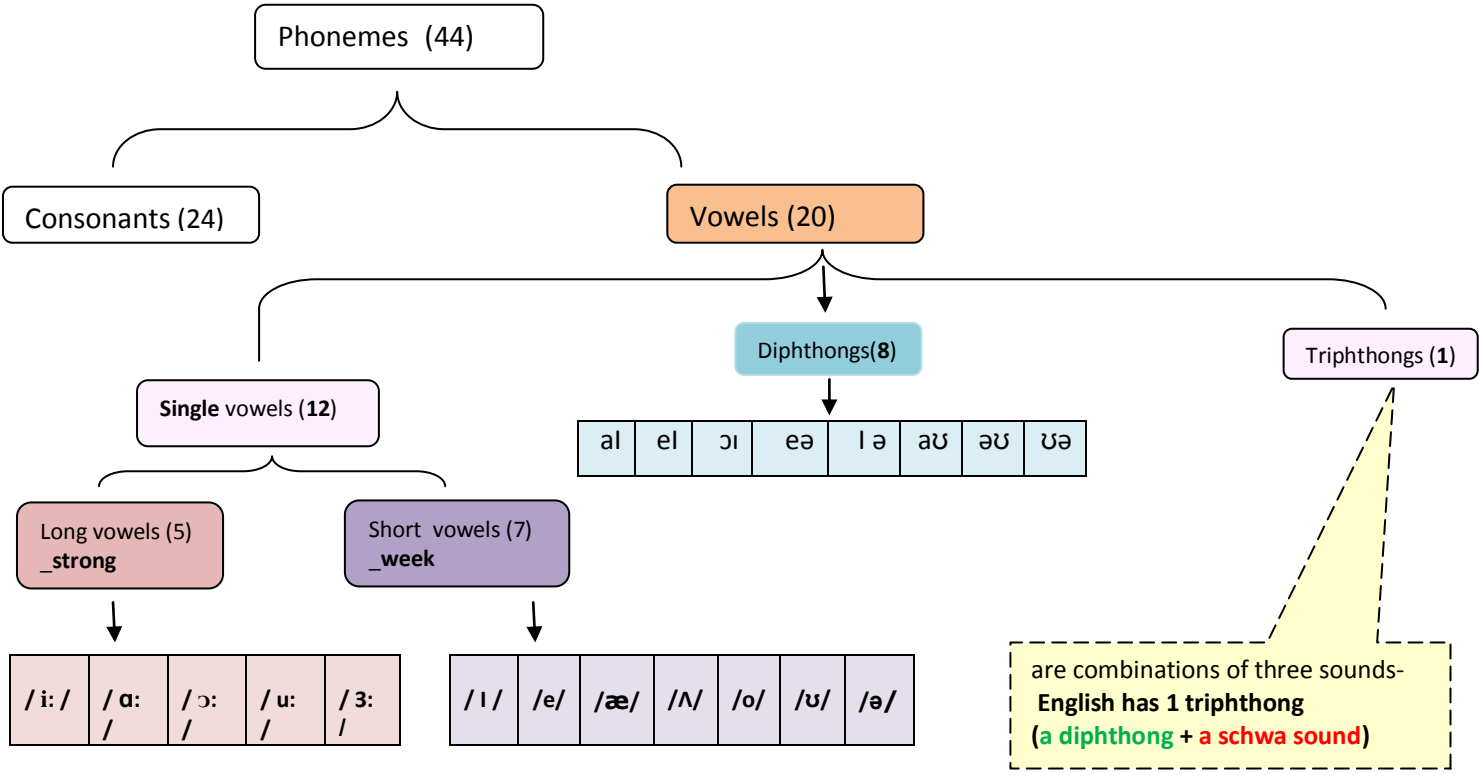 Phonemes (44)
Consonants (24)
Vowels (20)
Diphthongs(8)
Triphthongs (1)
Single vowels (12)
aI eI ɔı eə I ə aʊ əʊ ʊə
Long vowels (5)
_strong
Short vowels (7)
_week
/ i: / / ɑ: / / ɔ: / / u: / / 3: /
/ I / /e/ /æ/ /Ʌ/ /o/ /ʊ/ /ə/
are combinations of three sounds-
English has 1 triphthong
(a diphthong + a schwa sound)